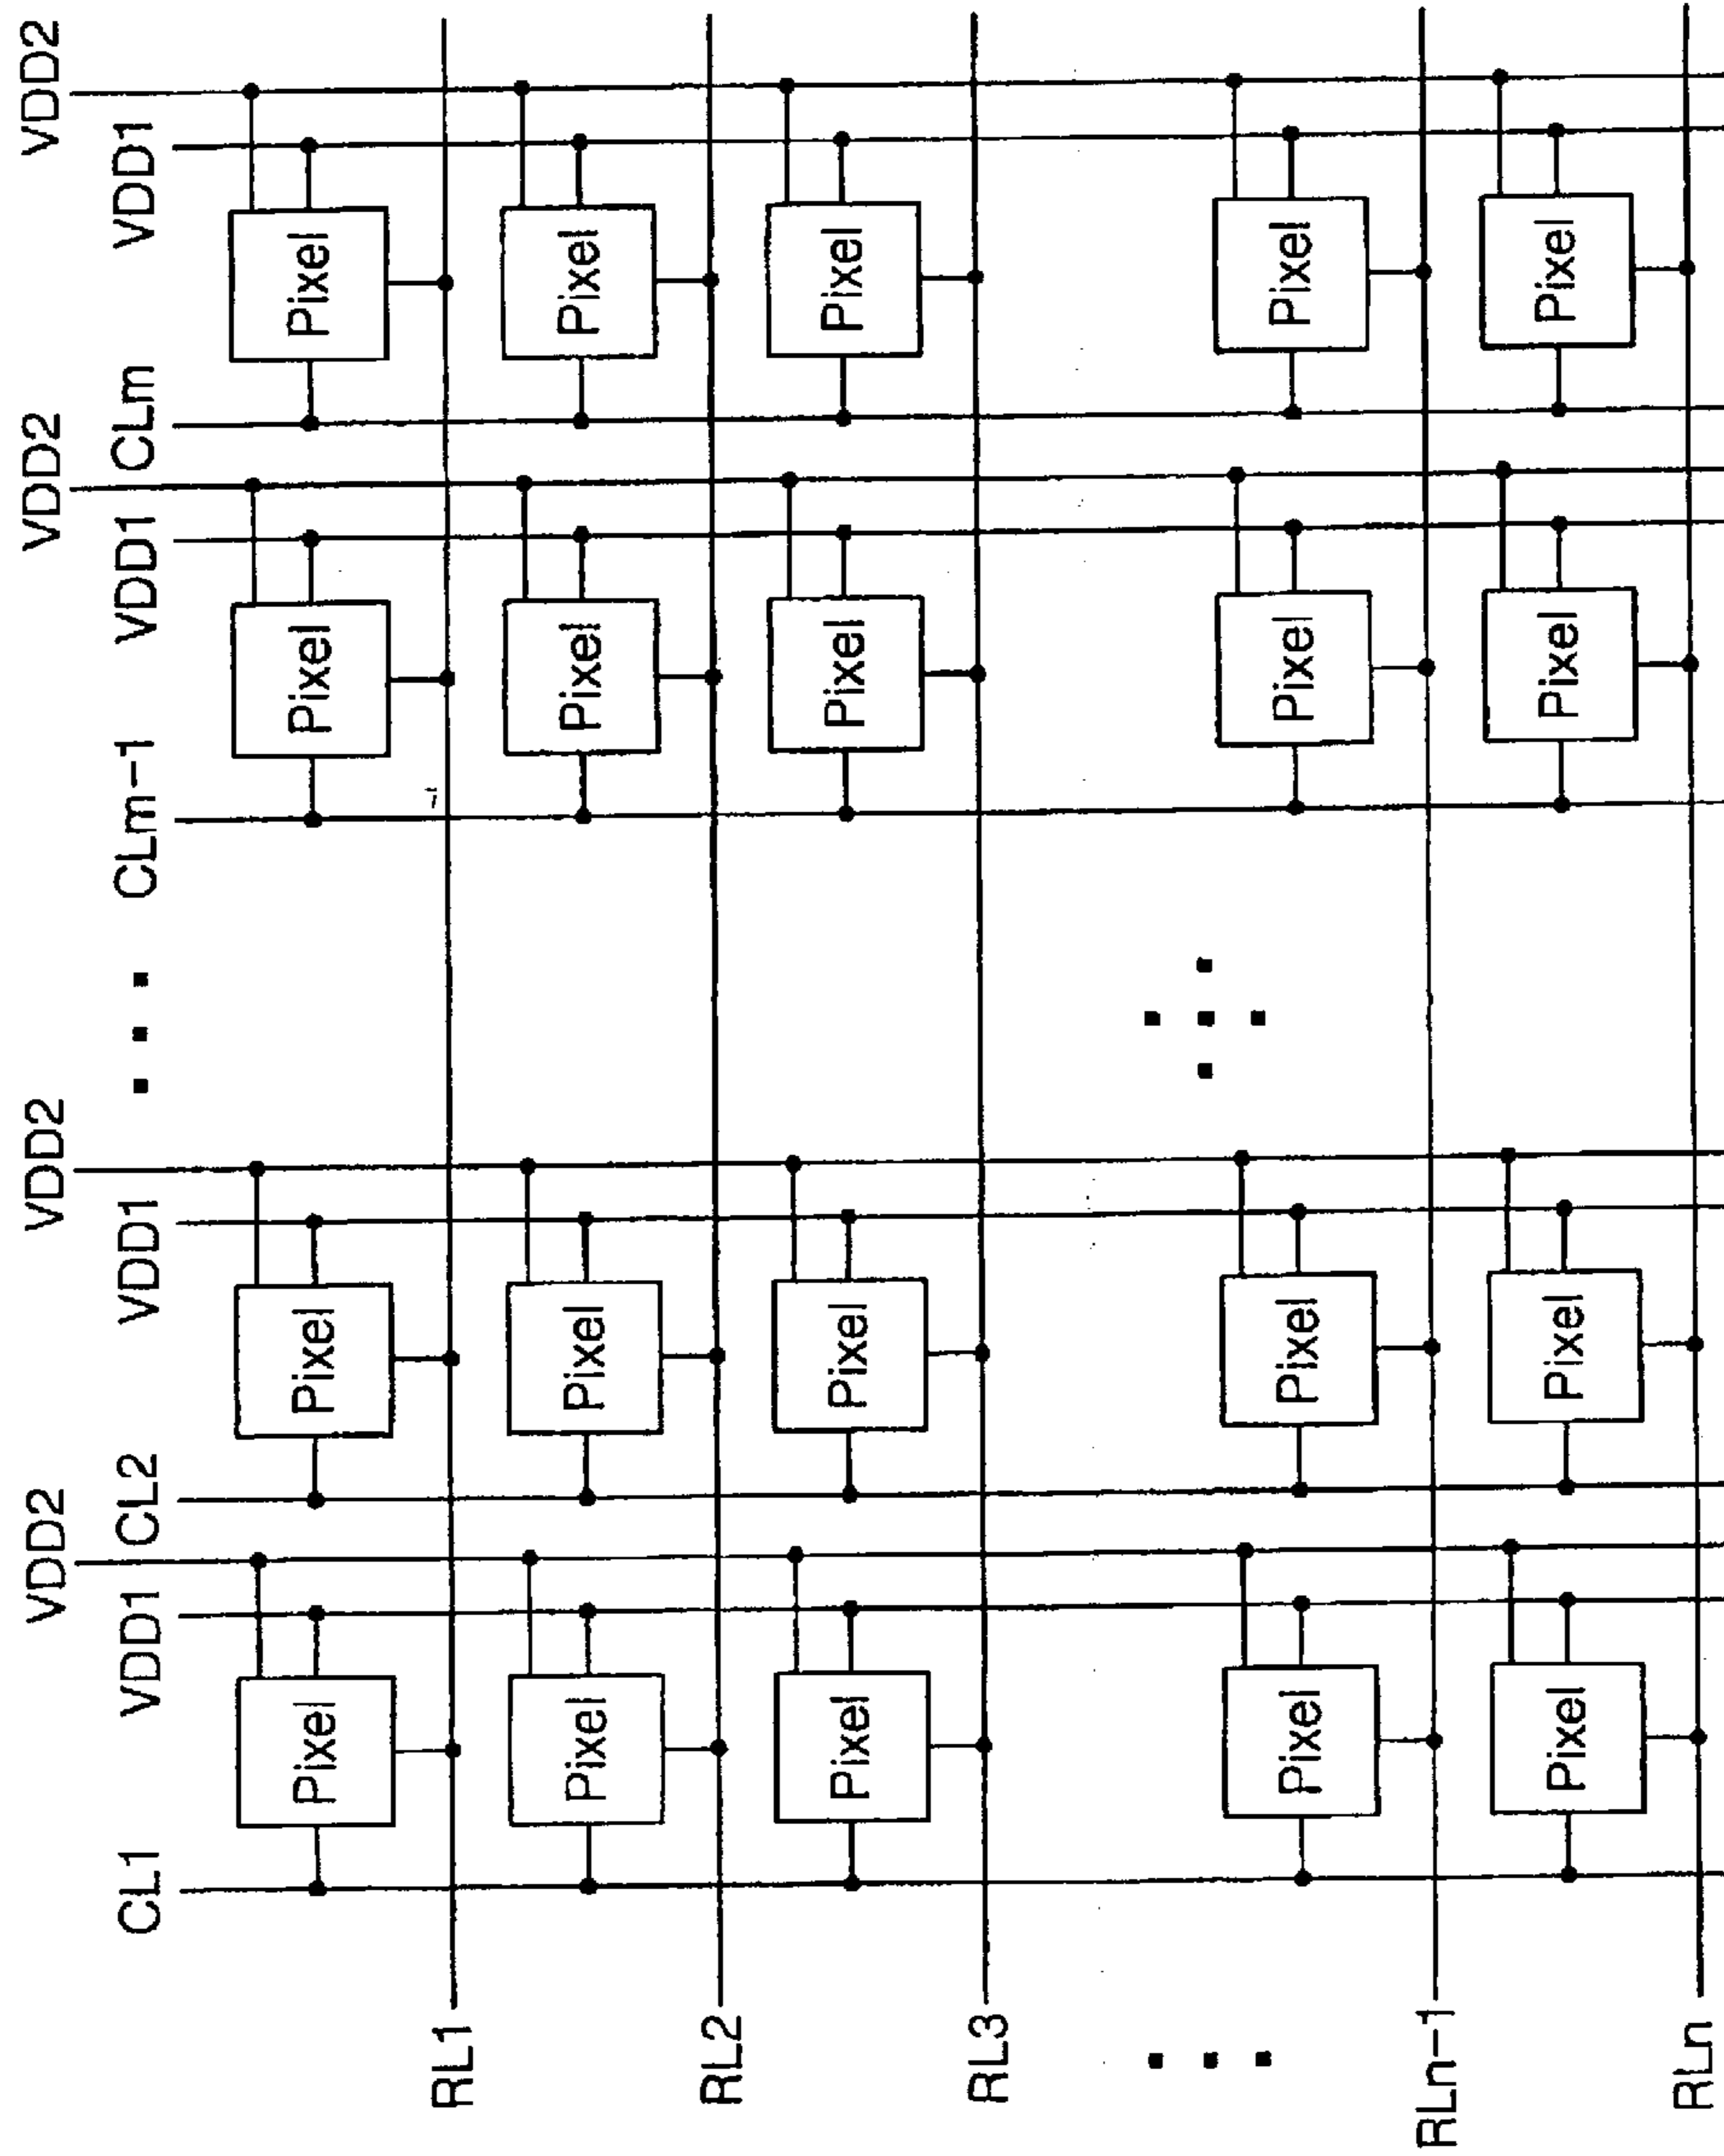 VDD2 VDD2 VDD2 VDD2
CL1 VDD1 CL2 VDD1 ... CLm-1 VDD1 CLm VDD1
Pixel Pixel Pixel Pixel
RL1
Pixel Pixel Pixel Pixel
RL2
Pixel Pixel Pixel Pixel
RL3
Pixel Pixel Pixel Pixel
RLn-1
Pixel Pixel Pixel Pixel
RLn